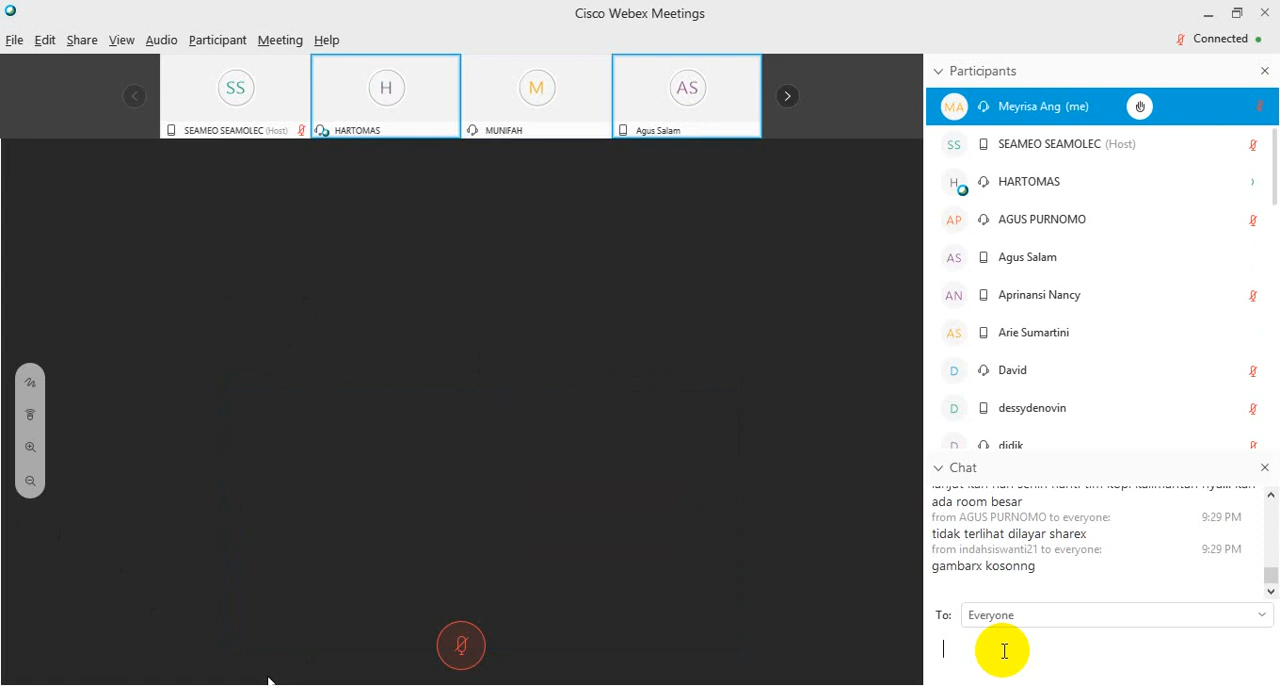 Cisco Webex Meetings
File Edit Share View Audio Participant Meeting Help
Connected
SS
H
M
AS
SEAMEO SEAMOLEC (Host)
HARTOMAS
MUNIFAH
Agus Salam
Participants
MA Meyrisa Ang (me)
SS SEAMEO SEAMOLEC (Host)
H HARTOMAS
AP AGUS PURNOMO
AS Agus Salam
AN Aprinansi Nancy
AS Arie Sumartini
D David
D dessydenovin
D didik
Chat
ada room besar
from AGUS PURNOMO to everyone: 9:29 PM
tidak terlihat dilayar sharex
from indahsiswanti21 to everyone: 9:29 PM
gambarx kosonng
To: Everyone